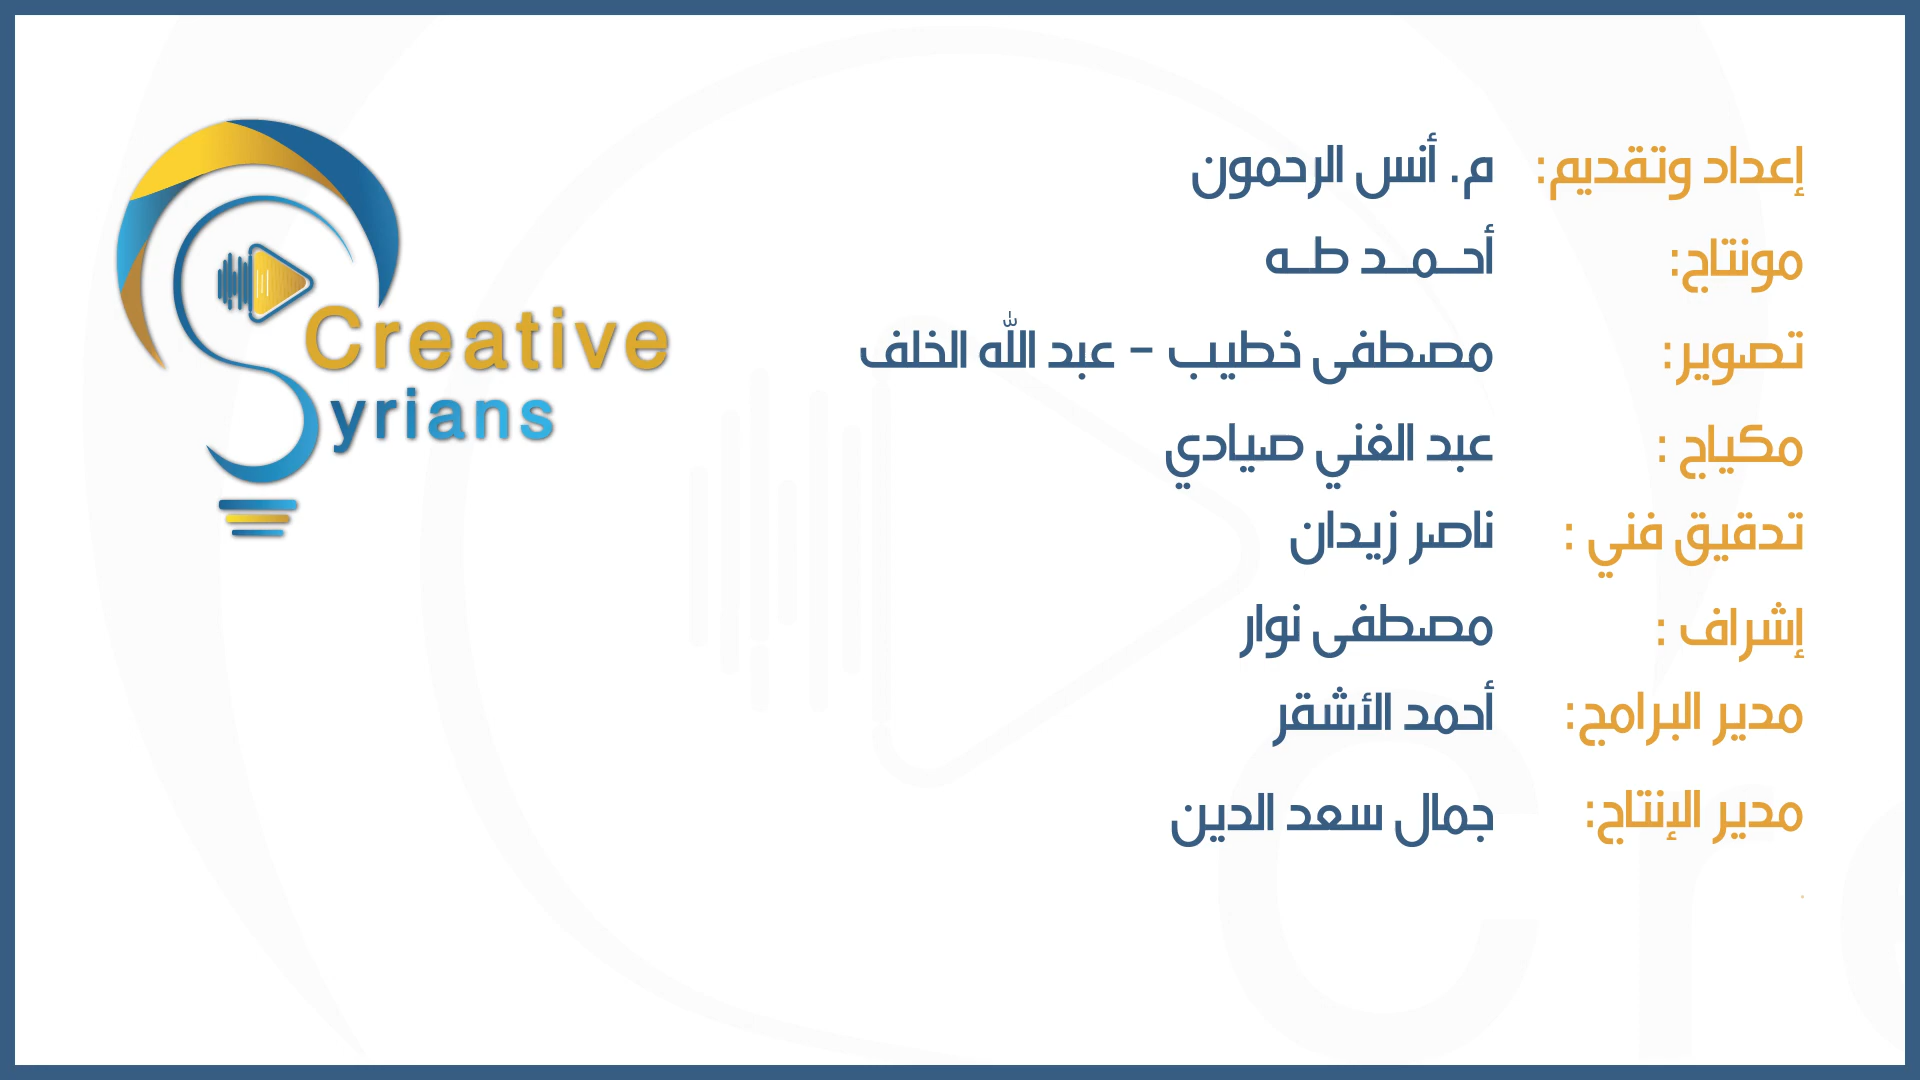 Creative
Syrians
إعداد وتقديم: م. أنس الرحمون
مونتاج: أحـمـد طـه
تصوير: مصطفى خطيب - عبد الله الخلف
مكياج : عبد الغني صيادي
تدقيق فني : ناصر زيدان
إشراف : مصطفى نوار
مدير البرامج: أحمد الأشقر
مدير الإنتاج: جمال سعد الدين